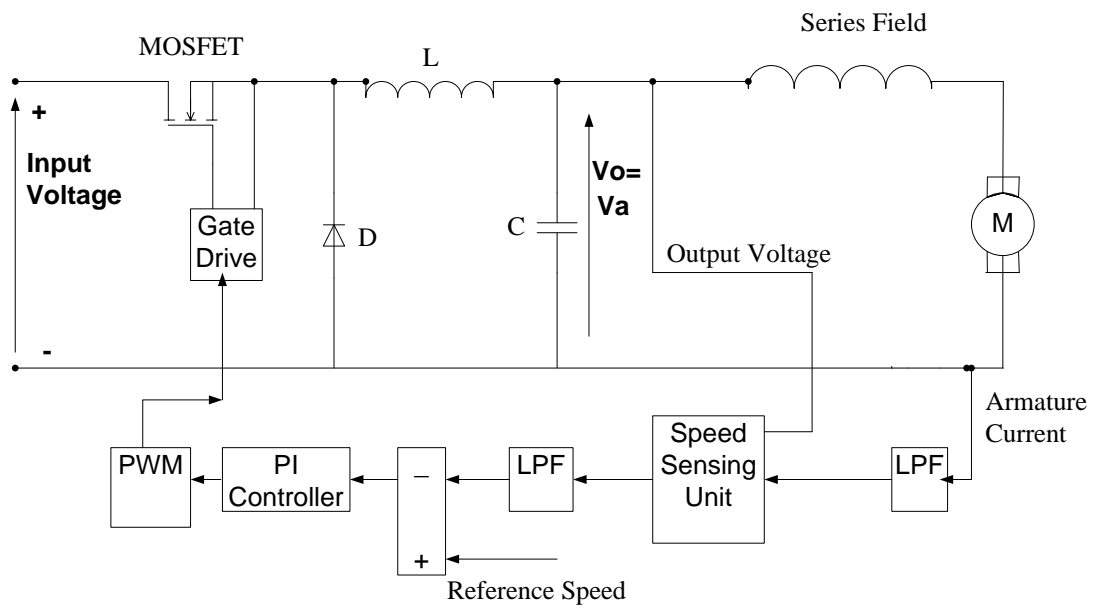 Series Field
MOSFET
L
+
Input
Voltage
Vo=
Va
M
Gate
Drive
D
C
Output Voltage
-
Armature
Current
PWM
PI
Controller
−
LPF
Speed
Sensing
Unit
LPF
+
Reference Speed